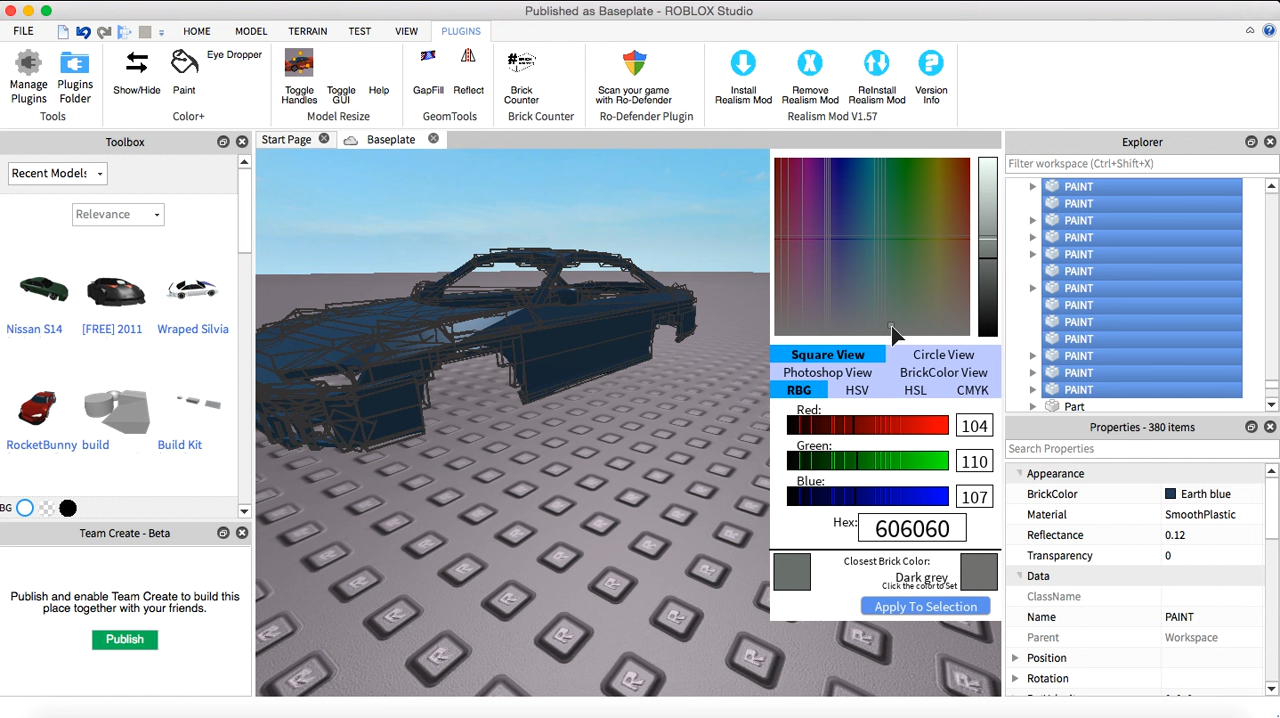 Published as Baseplate - ROBLOX Studio
FILE HOME MODEL TERRAIN TEST VIEW PLUGINS
Manage Plugins
Plugins Folder
Tools
Show/Hide
Paint
Eye Dropper
Color+
Toggle Handles
Toggle GUI
Help
Model Resize
GapFill
Reflect
GeomTools
Brick Counter
Brick Counter
Scan your game with Ro-Defender
Ro-Defender Plugin
Install Realism Mod
Remove Realism Mod
ReInstall Realism Mod
Version Info
Realism Mod V1.57
Toolbox
Recent Models
Relevance
Nissan S14
[FREE] 2011
Wraped Silvia
RocketBunny
build
Build Kit
BG
Team Create - Beta
Publish and enable Team Create to build this
place together with your friends.
Publish
Start Page
Baseplate
Square View
Circle View
Photoshop View
BrickColor View
RBG HSV HSL CMYK
Red:
104
Green:
110
Blue:
107
Hex:
606060
Closest Brick Color:
Dark grey
Click the color to Set
Apply To Selection
Explorer
Filter workspace (Ctrl+Shift+X)
PAINT
PAINT
PAINT
PAINT
PAINT
PAINT
PAINT
PAINT
PAINT
PAINT
PAINT
PAINT
PAINT
Part
Properties - 380 items
Search Properties
Appearance
BrickColor Earth blue
Material SmoothPlastic
Reflectance 0.12
Transparency 0
Data
ClassName
Name PAINT
Parent Workspace
Position
Rotation